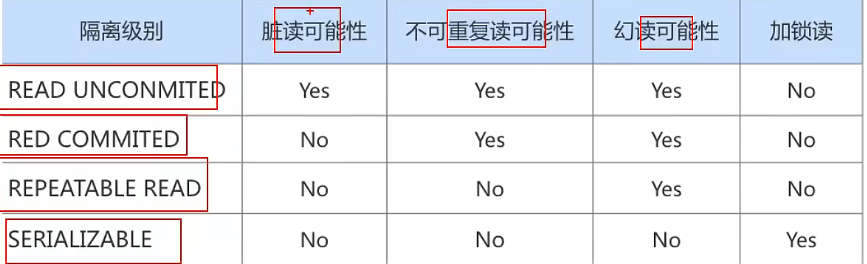 隔离级别 脏读可能性 不可重复读可能性 幻读可能性 加锁读
READ UNCONMITED Yes Yes Yes No
RED COMMITED No Yes Yes No
REPEATABLE READ No No Yes No
SERIALIZABLE No No No Yes